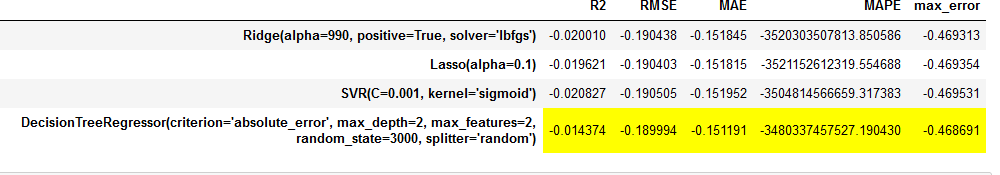 R2 RMSE MAE MAPE max_error
Ridge(alpha=990, positive=True, solver='lbfgs') -0.020010 -0.190438 -0.151845 -3520303507813.850586 -0.469313
Lasso(alpha=0.1) -0.019621 -0.190403 -0.151815 -3521152612319.554688 -0.469354
SVR(C=0.001, kernel='sigmoid') -0.020827 -0.190505 -0.151952 -3504814566659.317383 -0.469531
DecisionTreeRegressor(criterion='absolute_error', max_depth=2, max_features=2,
random_state=3000, splitter='random') -0.014374 -0.189994 -0.151191 -3480337457527.190430 -0.468691